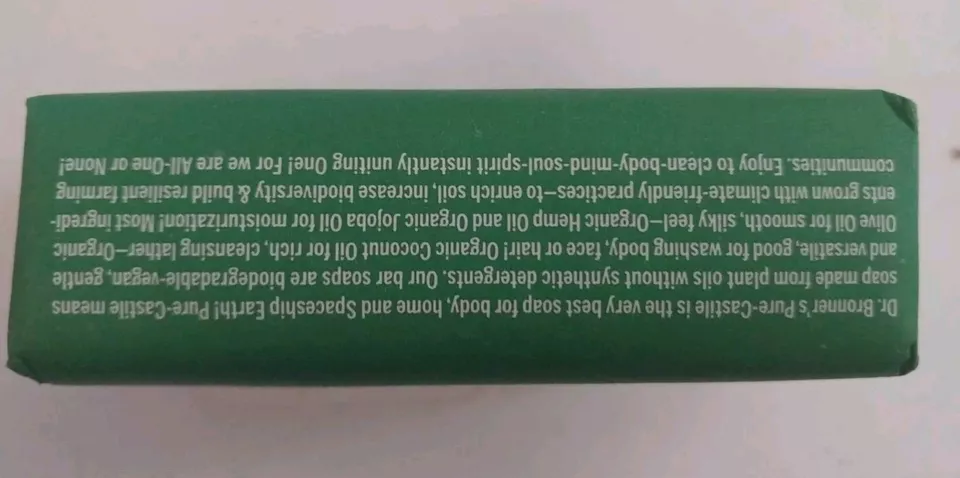 Dr. Bronner's Pure-Castile is the very best soap for body, home and Spaceship Earth! Pure-Castile means
soap made from plant oils without synthetic detergents. Our bar soaps are biodegradable-vegan, gentle
and versatile, good for washing body, face or hair! Organic Coconut Oil for rich, cleansing lather—Organic
Olive Oil for smooth, silky feel—Organic Hemp Oil and Organic Jojoba Oil for moisturization! Most ingredi-
ents grown with climate-friendly practices—to enrich soil, increase biodiversity & build resilient farming
communities. Enjoy to clean-body-mind-soul-spirit instantly uniting One! For we are All-One or None!